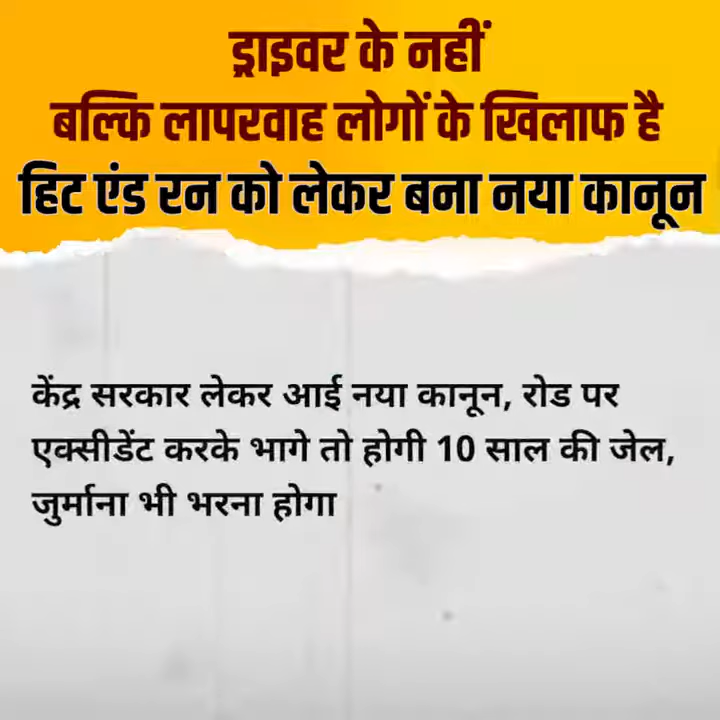 ड्राइवर के नहीं
बल्कि लापरवाह लोगों के खिलाफ है
हिट एंड रन को लेकर बना नया कानून
केंद्र सरकार लेकर आई नया कानून, रोड पर
एक्सीडेंट करके भागे तो होगी 10 साल की जेल,
जुर्माना भी भरना होगा